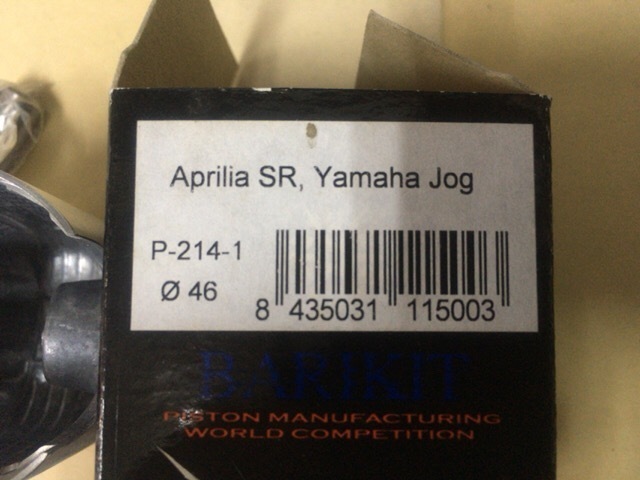 Aprilia SR, Yamaha Jog
P-214-1
Ø 46
8 435031 115003
BARIKIT
PISTON MANUFACTURING
WORLD COMPETITION